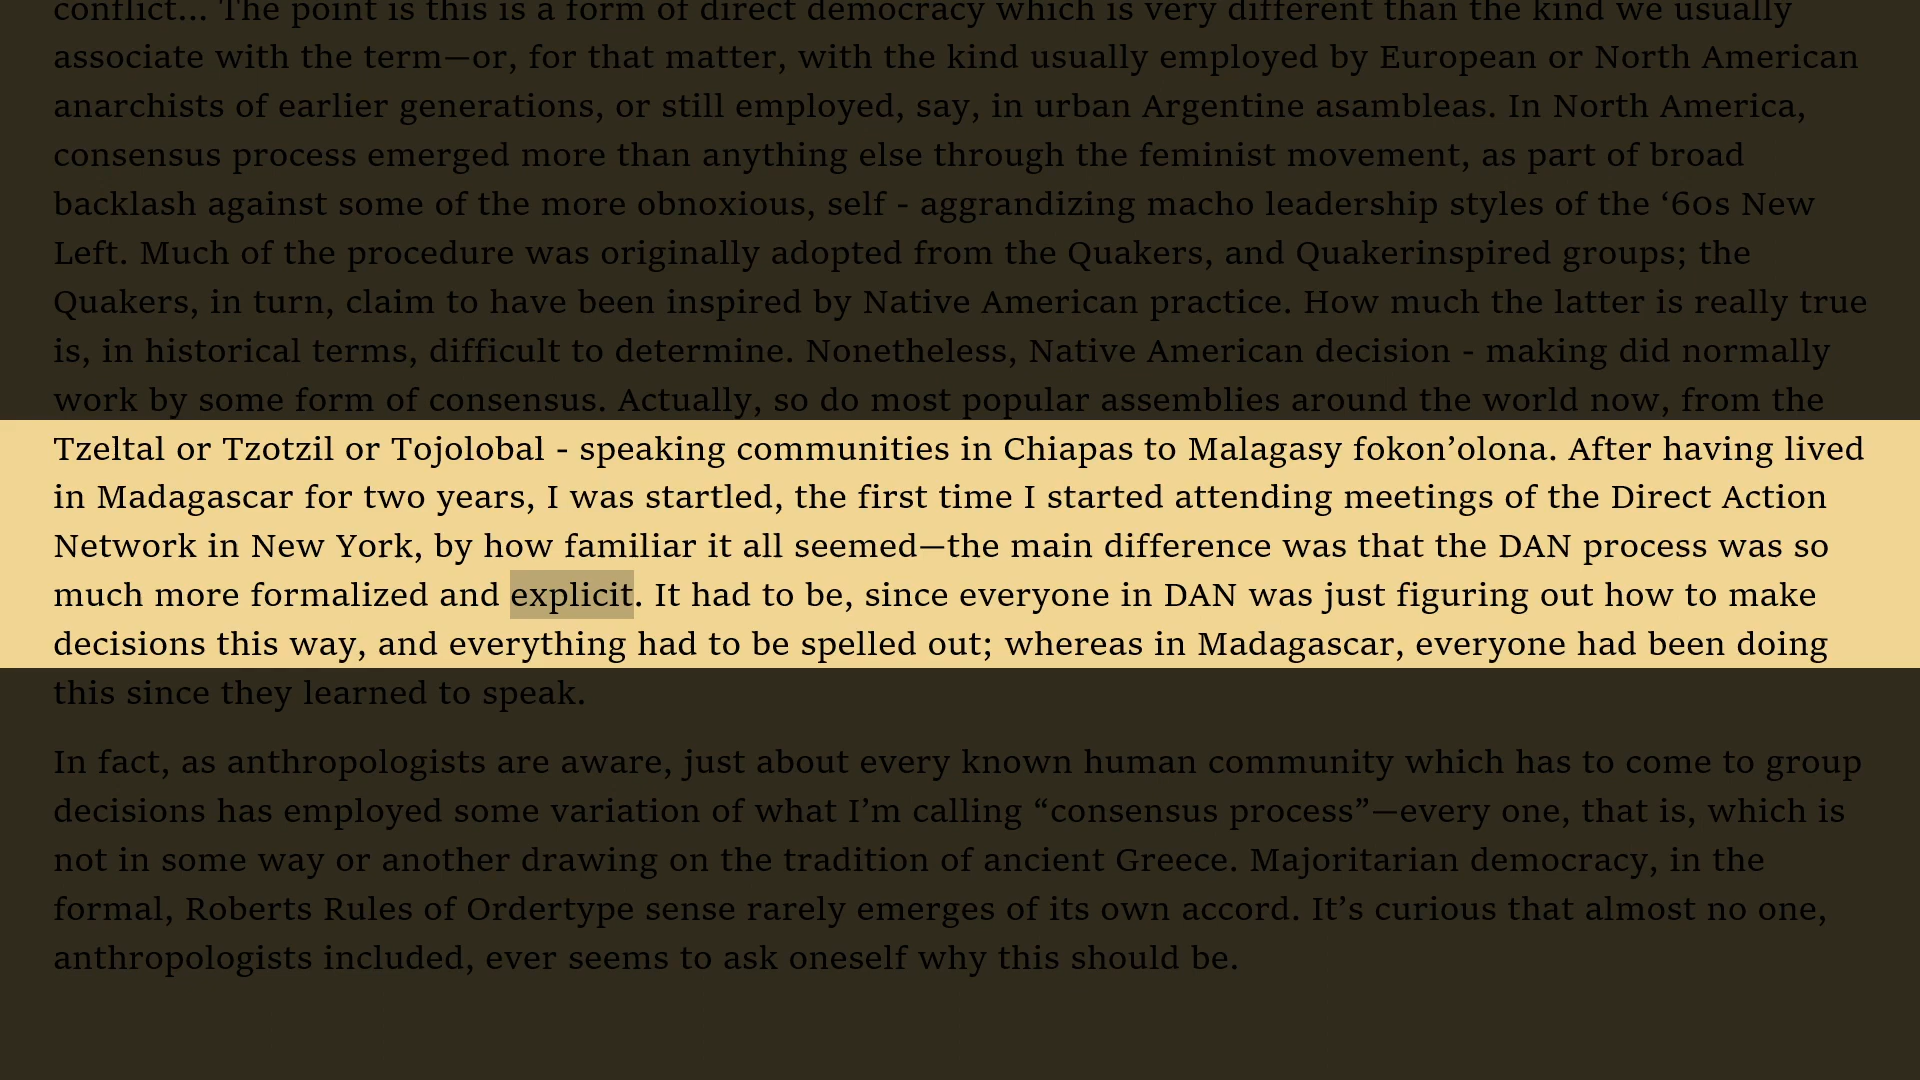 conflict... The point is this is a form of direct democracy which is very different than the kind we usually
associate with the term—or, for that matter, with the kind usually employed by European or North American
anarchists of earlier generations, or still employed, say, in urban Argentine asambleas. In North America,
consensus process emerged more than anything else through the feminist movement, as part of broad
backlash against some of the more obnoxious, self - aggrandizing macho leadership styles of the ‘60s New
Left. Much of the procedure was originally adopted from the Quakers, and Quakerinspired groups; the
Quakers, in turn, claim to have been inspired by Native American practice. How much the latter is really true
is, in historical terms, difficult to determine. Nonetheless, Native American decision - making did normally
work by some form of consensus. Actually, so do most popular assemblies around the world now, from the
Tzeltal or Tzotzil or Tojolobal - speaking communities in Chiapas to Malagasy fokon’olona. After having lived
in Madagascar for two years, I was startled, the first time I started attending meetings of the Direct Action
Network in New York, by how familiar it all seemed—the main difference was that the DAN process was so
much more formalized and explicit. It had to be, since everyone in DAN was just figuring out how to make
decisions this way, and everything had to be spelled out; whereas in Madagascar, everyone had been doing
this since they learned to speak.
In fact, as anthropologists are aware, just about every known human community which has to come to group
decisions has employed some variation of what I’m calling “consensus process”—every one, that is, which is
not in some way or another drawing on the tradition of ancient Greece. Majoritarian democracy, in the
formal, Roberts Rules of Ordertype sense rarely emerges of its own accord. It’s curious that almost no one,
anthropologists included, ever seems to ask oneself why this should be.